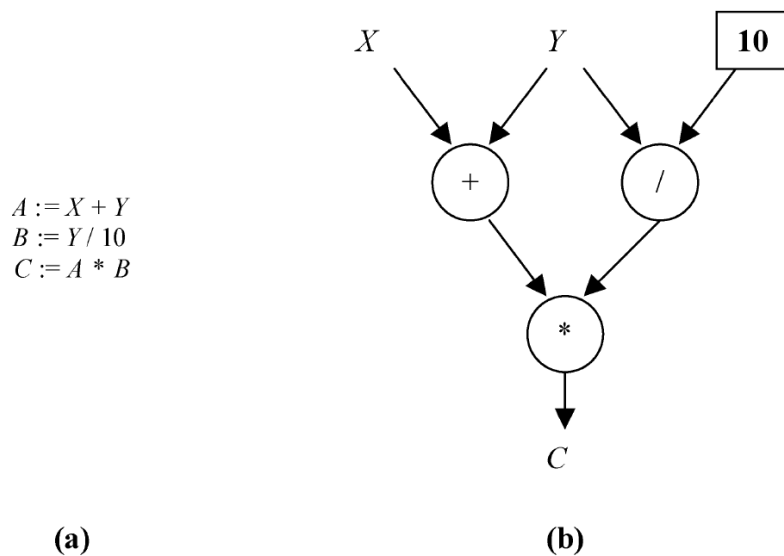 X Y 10
+ /
A := X + Y
B := Y / 10
C := A * B
*
C
(a) (b)